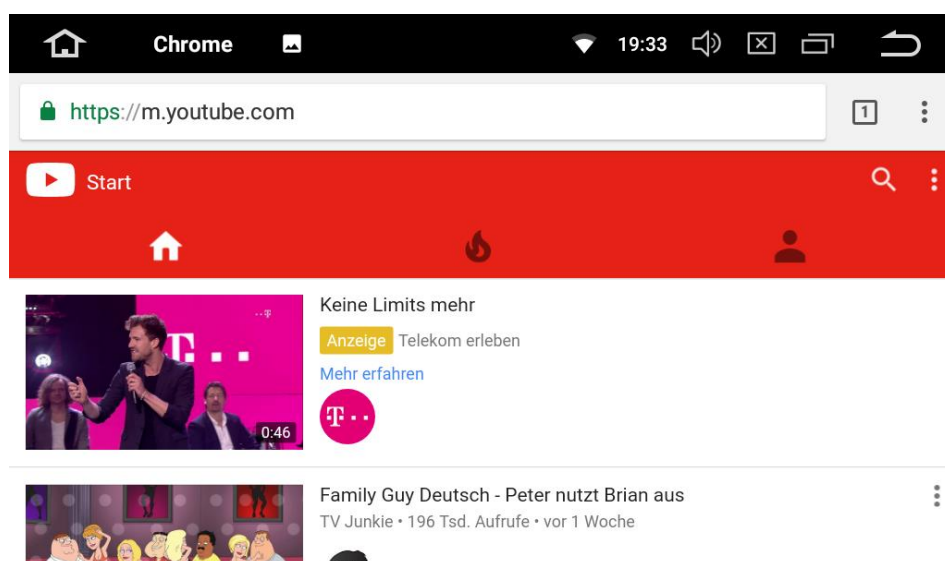 Chrome 19:33
https://m.youtube.com 1
Start
Keine Limits mehr
Anzeige Telekom erleben
Mehr erfahren
T
T
0:46
Family Guy Deutsch - Peter nutzt Brian aus
TV Junkie • 196 Tsd. Aufrufe • vor 1 Woche